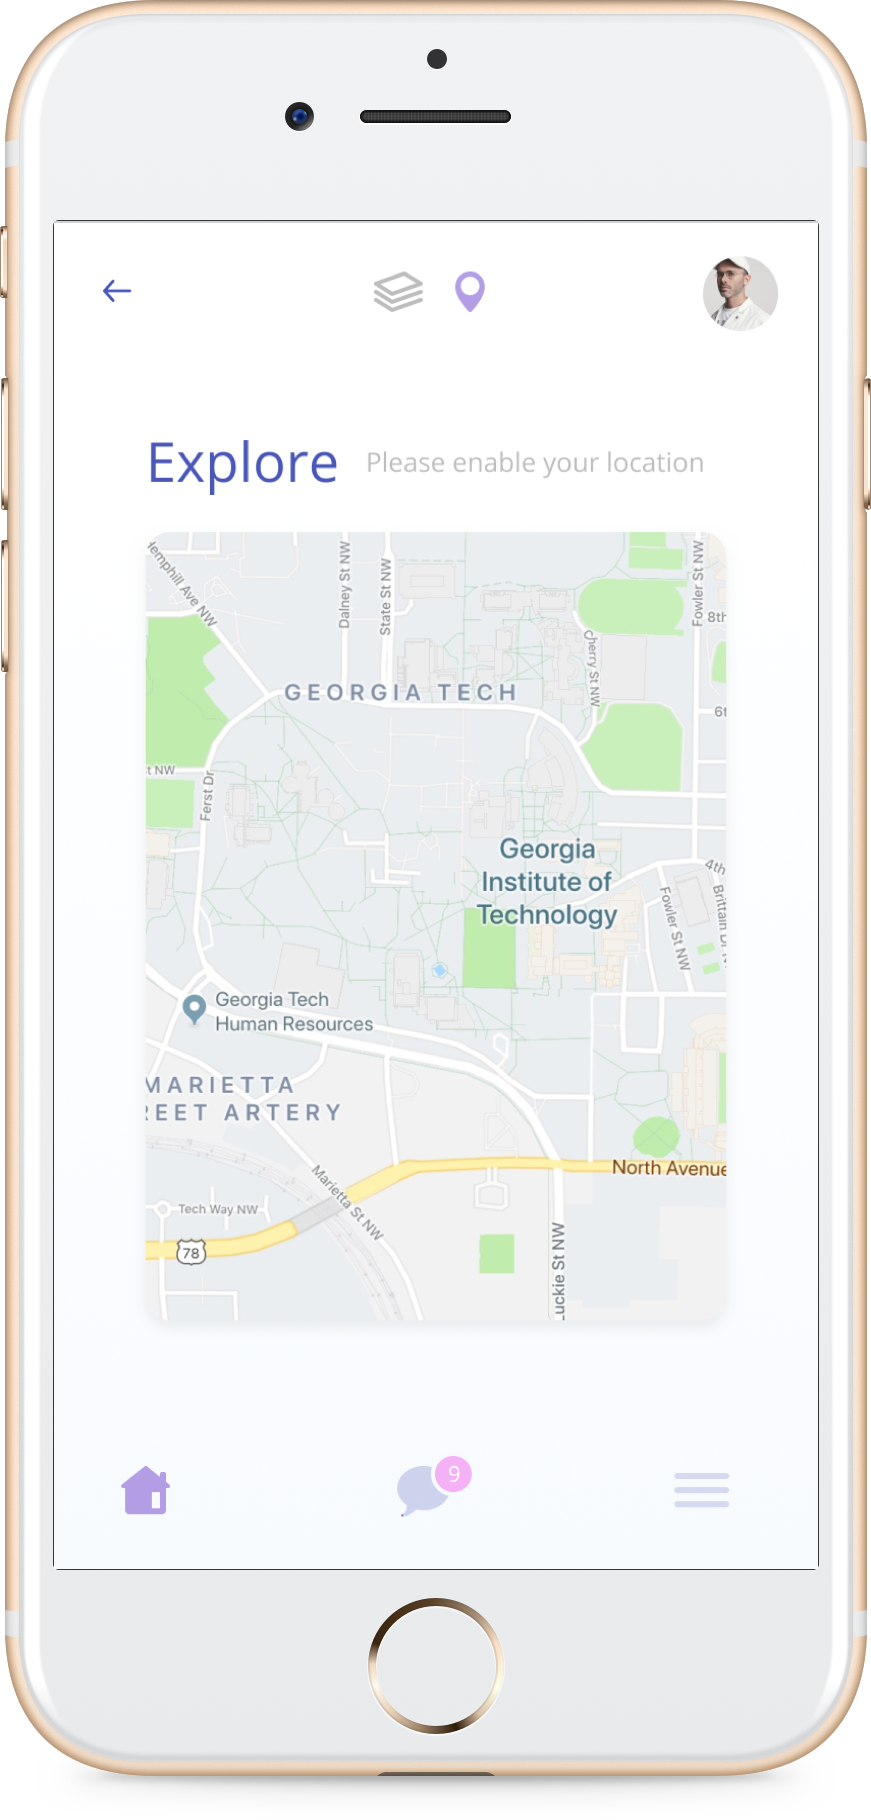 Explore Please enable your location
Dalney St NW
State St NW
Fowler St NW
Hemphill Ave NW
8th
Cherry St NW
GEORGIA TECH
6t
t NW
Ferst Dr
Georgia
Institute of
Technology
4th
Fowler St NW
Brittain Dr N
Georgia Tech
Human Resources
MARIETTA
REET ARTERY
North Avenue
Marietta St NW
Tech Way NW
78
Luckie St NW
9